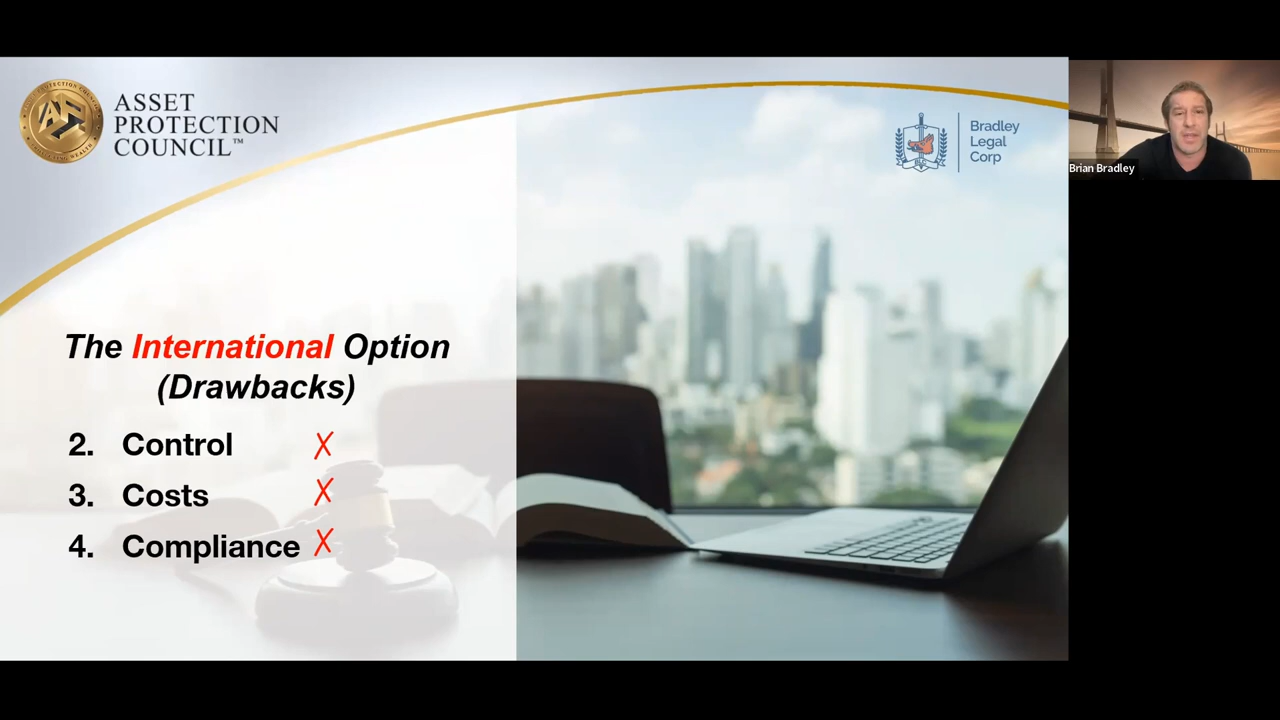 ASSET
PROTECTION
COUNCIL™
Bradley
Legal
Corp
Brian Bradley
The International Option
(Drawbacks)
2. Control X
3. Costs X
4. Compliance X